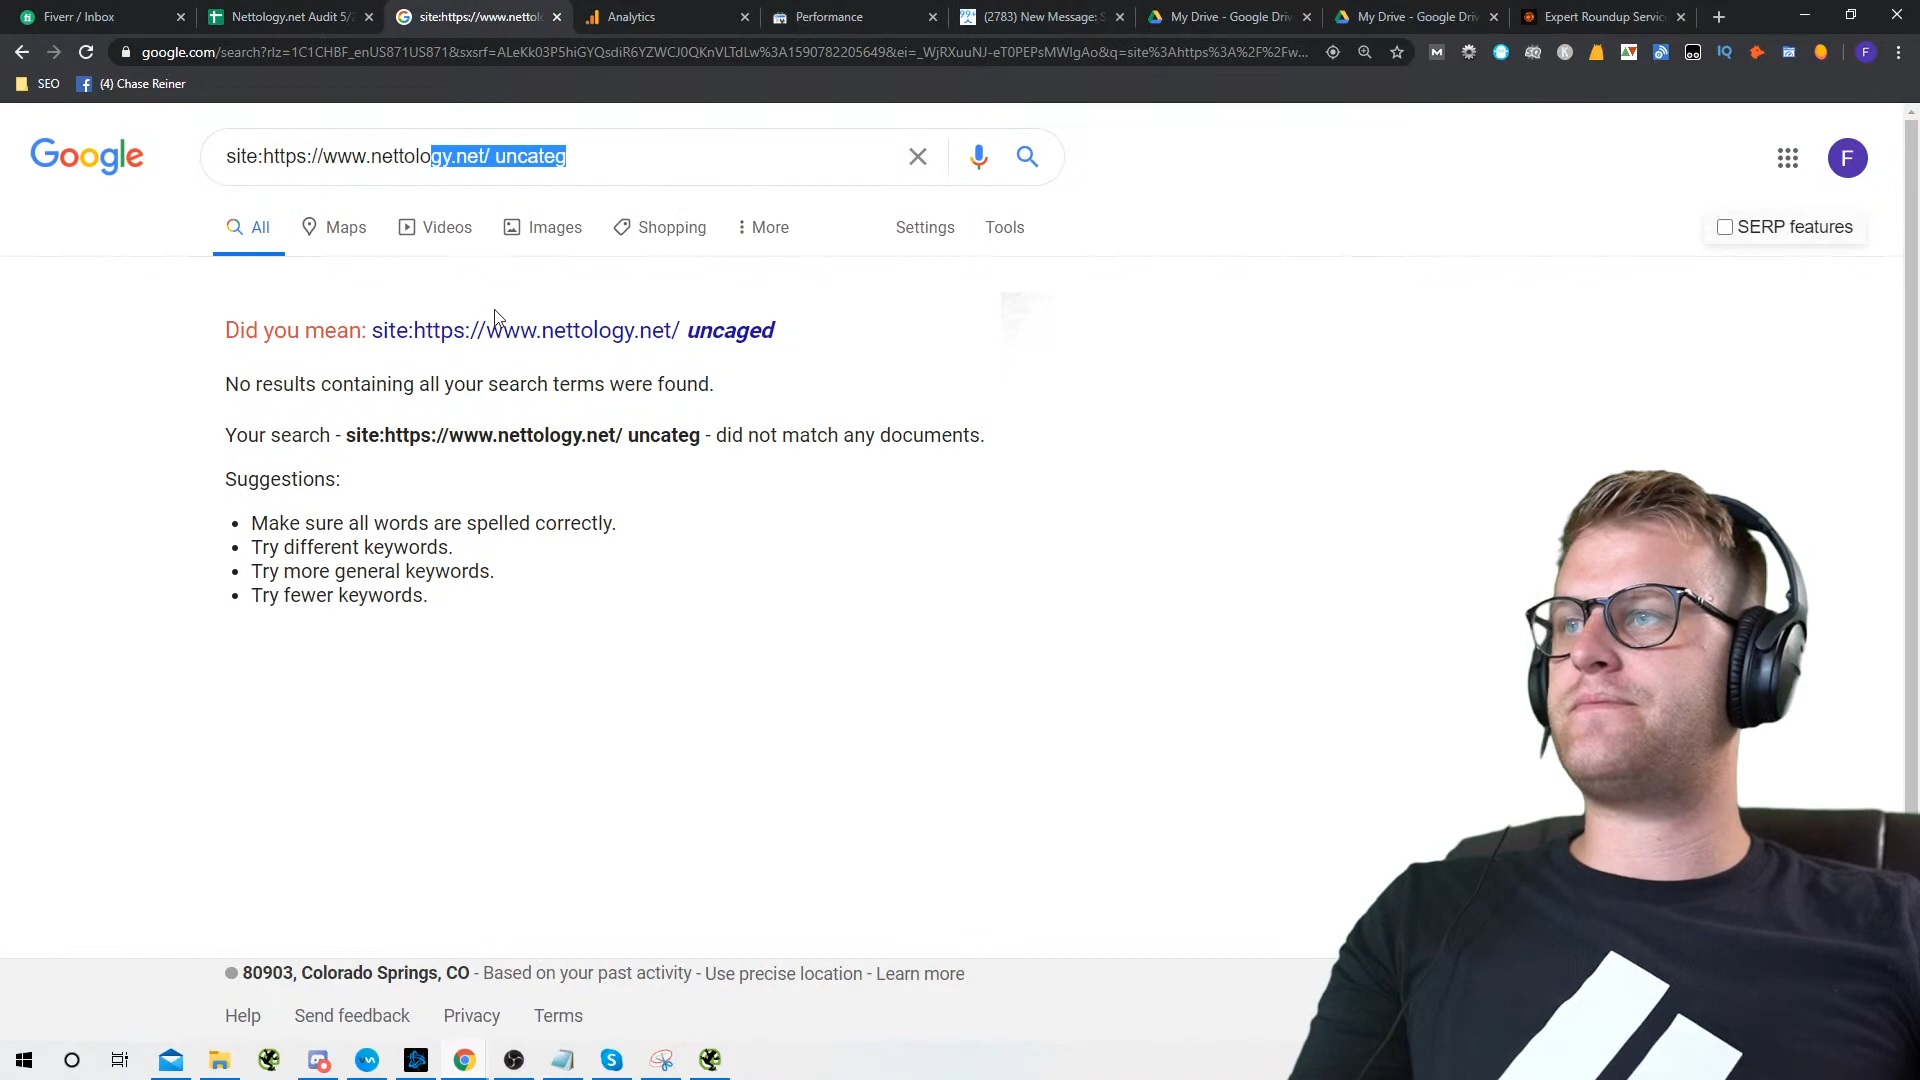 Fiverr / Inbox
Nettology.net Audit 5/
site:https://www.nettol
Analytics
Performance
(2783) New Message: S
My Drive - Google Driv
My Drive - Google Driv
Expert Roundup Servic
google.com/search?rlz=1C1CHBF_enUS871US871&sxsrf=ALeKk03P5hiGYQsdiR6YZWCJ0QKnVLTdLw%3A1590782205649&ei=_WjRXuuNJ-eT0PEPsMWIgAo&q=site%3Ahttps%3A%2F%2Fw...
F
SEO
(4) Chase Reiner
Google
site:https://www.nettology.net/ uncateg
F
All
Maps
Videos
Images
Shopping
More
Settings
Tools
SERP features
Did you mean: site:https://www.nettology.net/ uncaged
No results containing all your search terms were found.
Your search - site:https://www.nettology.net/ uncateg - did not match any documents.
Suggestions:
Make sure all words are spelled correctly.
Try different keywords.
Try more general keywords.
Try fewer keywords.
80903, Colorado Springs, CO - Based on your past activity - Use precise location - Learn more
Help
Send feedback
Privacy
Terms